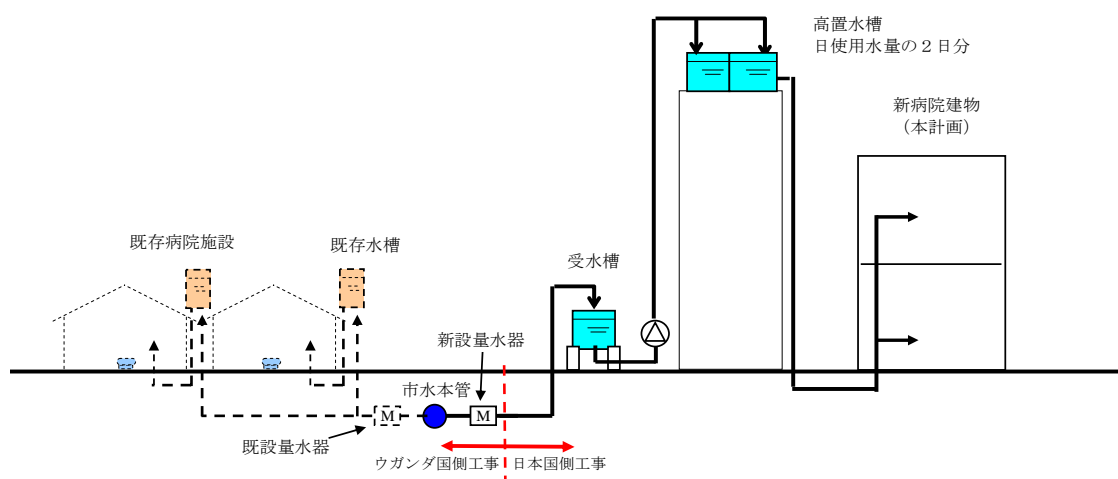 高置水槽
日使用水量の２日分
新病院建物
（本計画）
既存病院施設
既存水槽
受水槽
新設量水器
市水本管
M
M
既設量水器
ウガンダ国側工事
日本国側工事